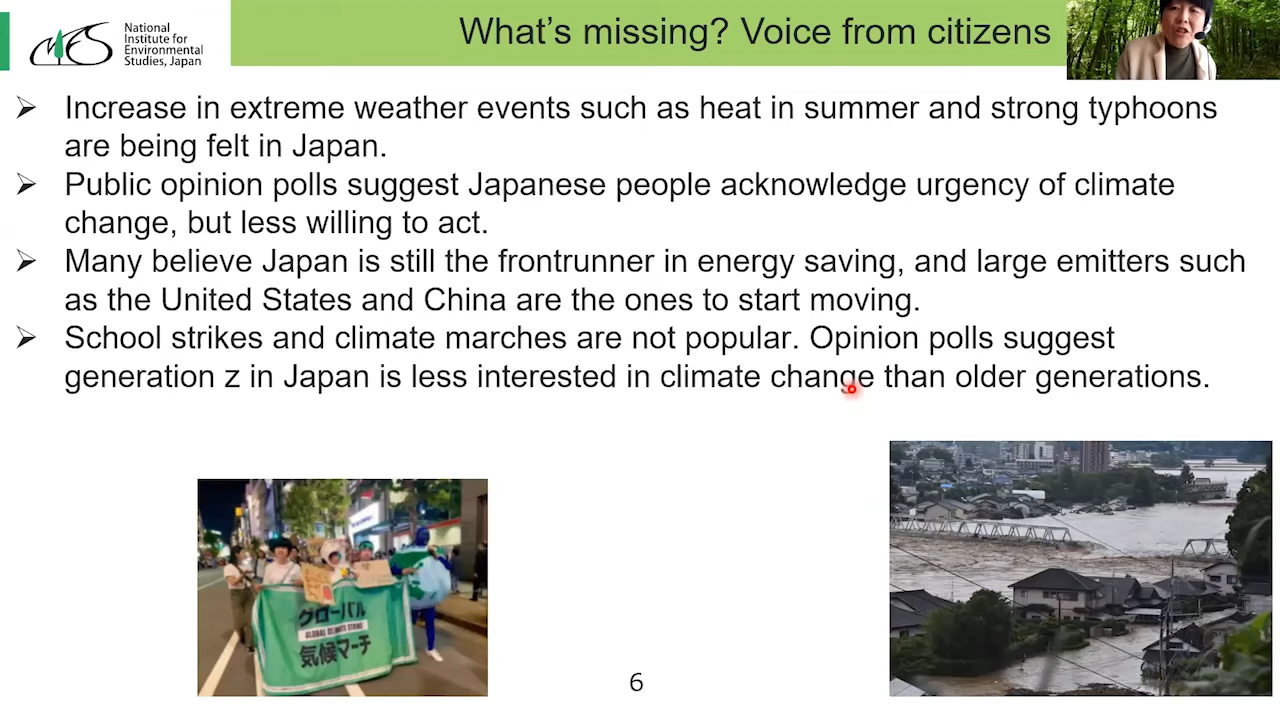 National
Institute for
Environmental
Studies, Japan
What's missing? Voice from citizens
➢ Increase in extreme weather events such as heat in summer and strong typhoons
are being felt in Japan.
➢ Public opinion polls suggest Japanese people acknowledge urgency of climate
change, but less willing to act.
➢ Many believe Japan is still the frontrunner in energy saving, and large emitters such
as the United States and China are the ones to start moving.
➢ School strikes and climate marches are not popular. Opinion polls suggest
generation z in Japan is less interested in climate change than older generations.
グローバル
GLOBAL CLIMATE STRIKE
気候マーチ
6